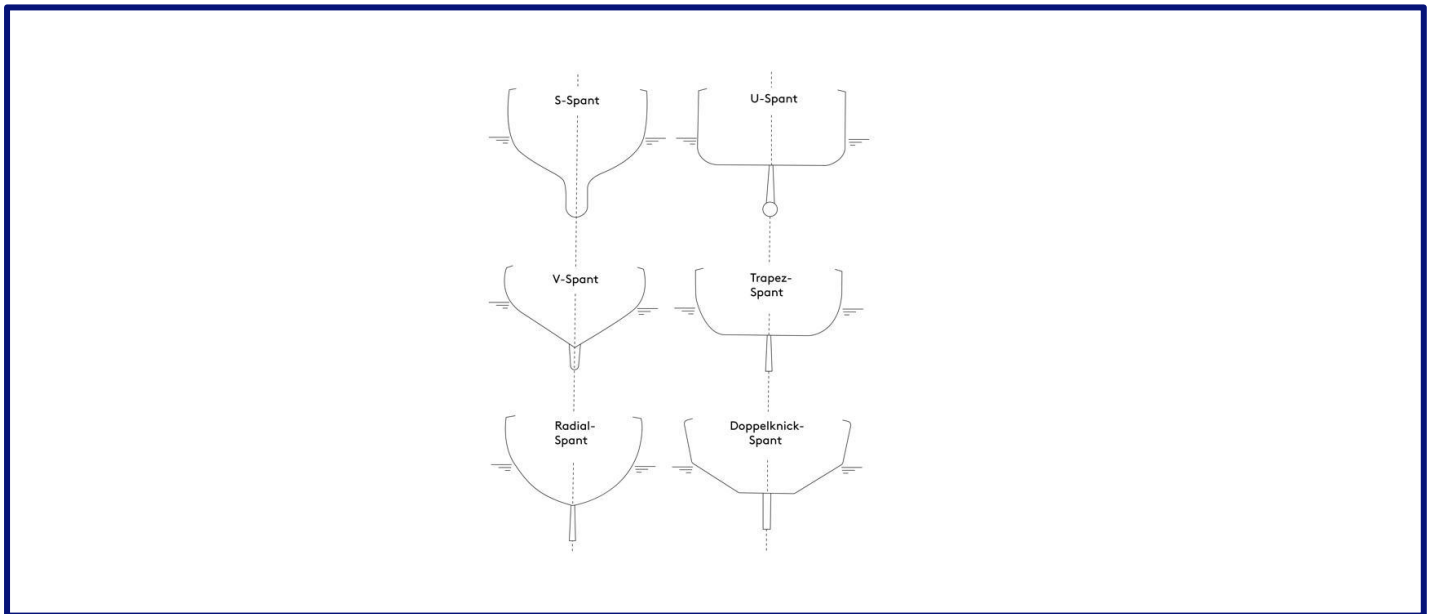 S-Spant
U-Spant
V-Spant
Trapez-
Spant
Radial-
Spant
Doppelknick-
Spant